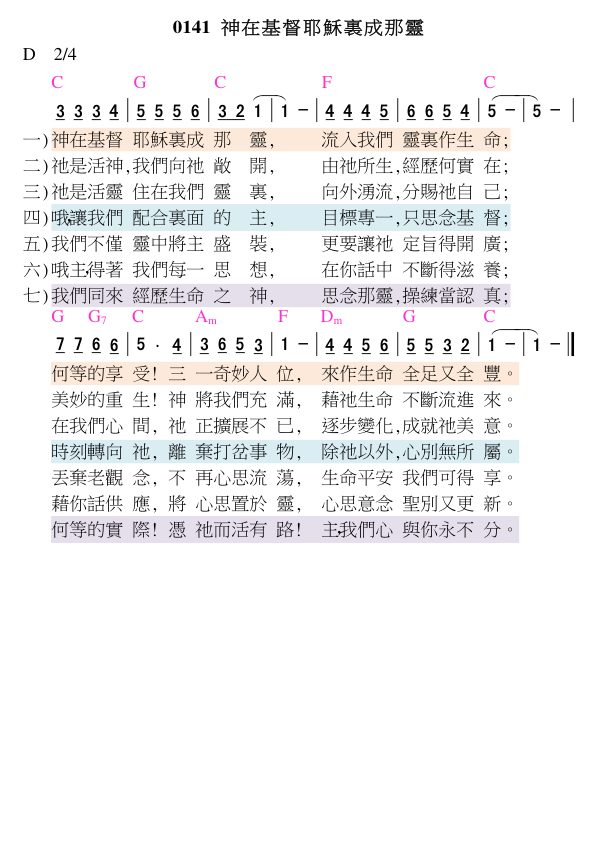 0141 神在基督耶穌裏成那靈
D 2/4
C G C F C
3 3 3 4 | 5 5 5 6 | 3 2 1 | 1 － | 4 4 4 5 | 6 6 5 4 | 5 － | 5 － |
一)神在基督 耶穌裏成 那 靈， 流入我們 靈裏作生 命；
二)祂是活神，我們向祂 敞 開， 由祂所生，經歷何實 在；
三)祂是活靈 住在我們 靈 裏， 向外湧流，分賜祂自 己；
四)哦，讓我們 配合裏面 的 主， 目標專一，只思念基 督；
五)我們不僅 靈中將主 盛 裝， 更要讓祂 定旨得開 廣；
六)哦主，得著 我們每一 思 想， 在你話中 不斷得滋 養；
七)我們同來 經歷生命 之 神， 思念那靈，操練當認 真；
G G7 C Am F Dm G C
7 7 6 6 | 5 · 4 | 3 6 5 3 | 1 － | 4 4 5 6 | 5 5 3 2 | 1 － | 1 － ‖
何等的享 受！三 一奇妙人 位， 來作生命 全足又全 豐。
美妙的重 生！神 將我們充 滿， 藉祂生命 不斷流進 來。
在我們心 間，祂 正擴展不 已， 逐步變化，成就祂美 意。
時刻轉向 祂，離 棄打岔事 物， 除祂以外，心別無所 屬。
丟棄老觀 念，不 再心思流 蕩， 生命平安 我們可得 享。
藉你話供 應，將 心思置於 靈， 心思意念 聖別又更 新。
何等的實 際！憑 祂而活有 路！ 主，我們心 與你永不 分。